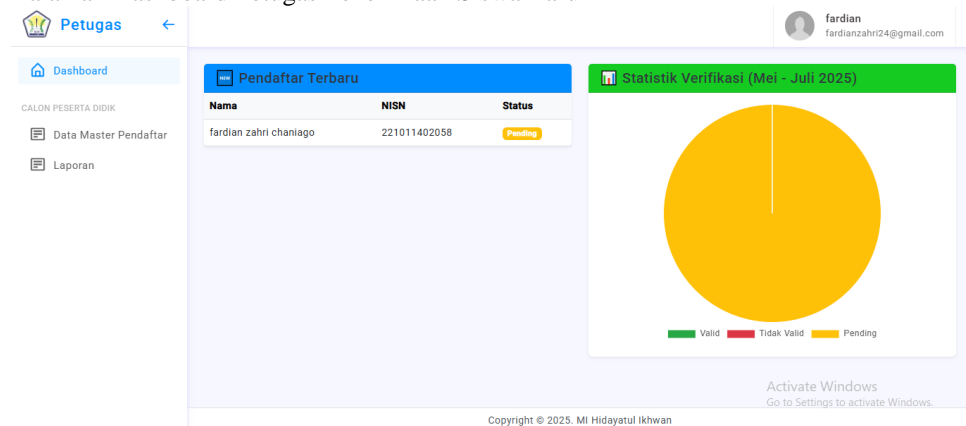 Petugas
fardian
fardianzahri24@gmail.com
Dashboard
CALON PESERTA DIDIK
Data Master Pendaftar
Laporan
NEW Pendaftar Terbaru
Nama NISN Status
fardian zahri chaniago 221011402058 Pending
Statistik Verifikasi (Mei - Juli 2025)
Valid Tidak Valid Pending
Activate Windows
Go to Settings to activate Windows.
Copyright © 2025. MI Hidayatul Ikhwan